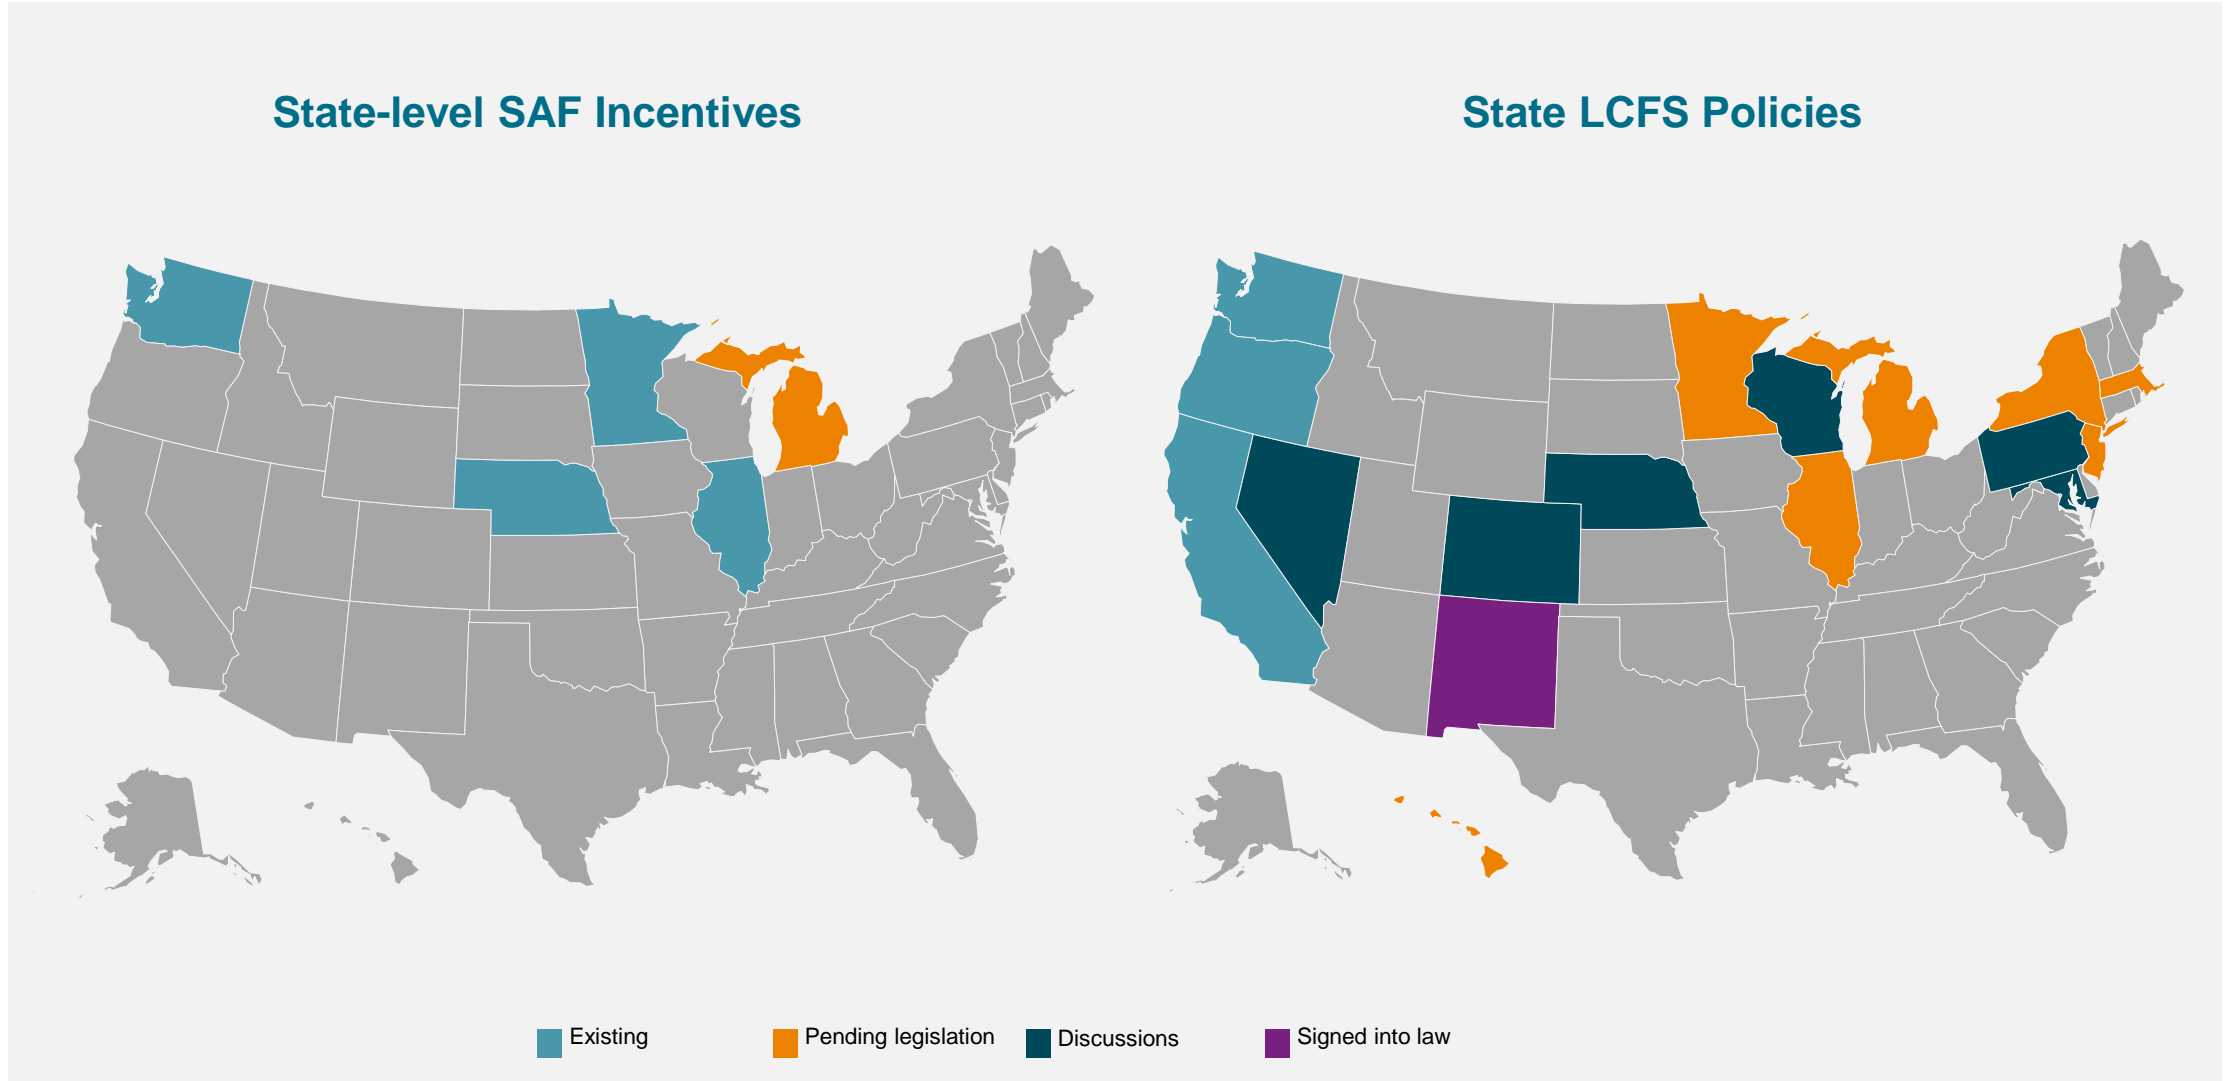 State-level SAF Incentives
State LCFS Policies
Existing
Pending legislation
Discussions
Signed into law